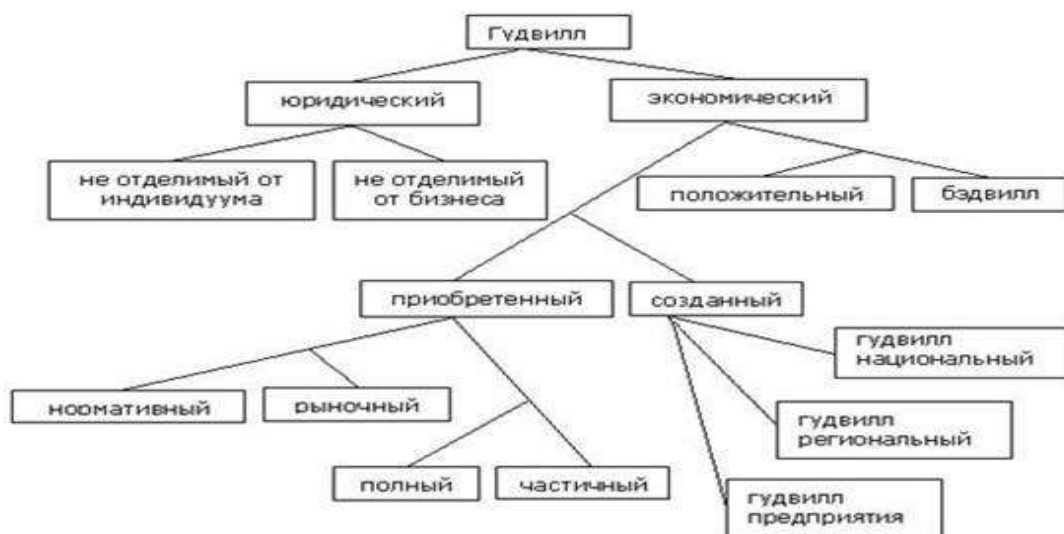 Гудвилл
юридический
экономический
не отделимый от
индивидуума
не отделимый
от бизнеса
положительный
бэдвилл
приобретенный
созданный
гудвилл
национальный
нормативный
рыночный
гудвилл
региональный
полный
частичный
гудвилл
предприятия